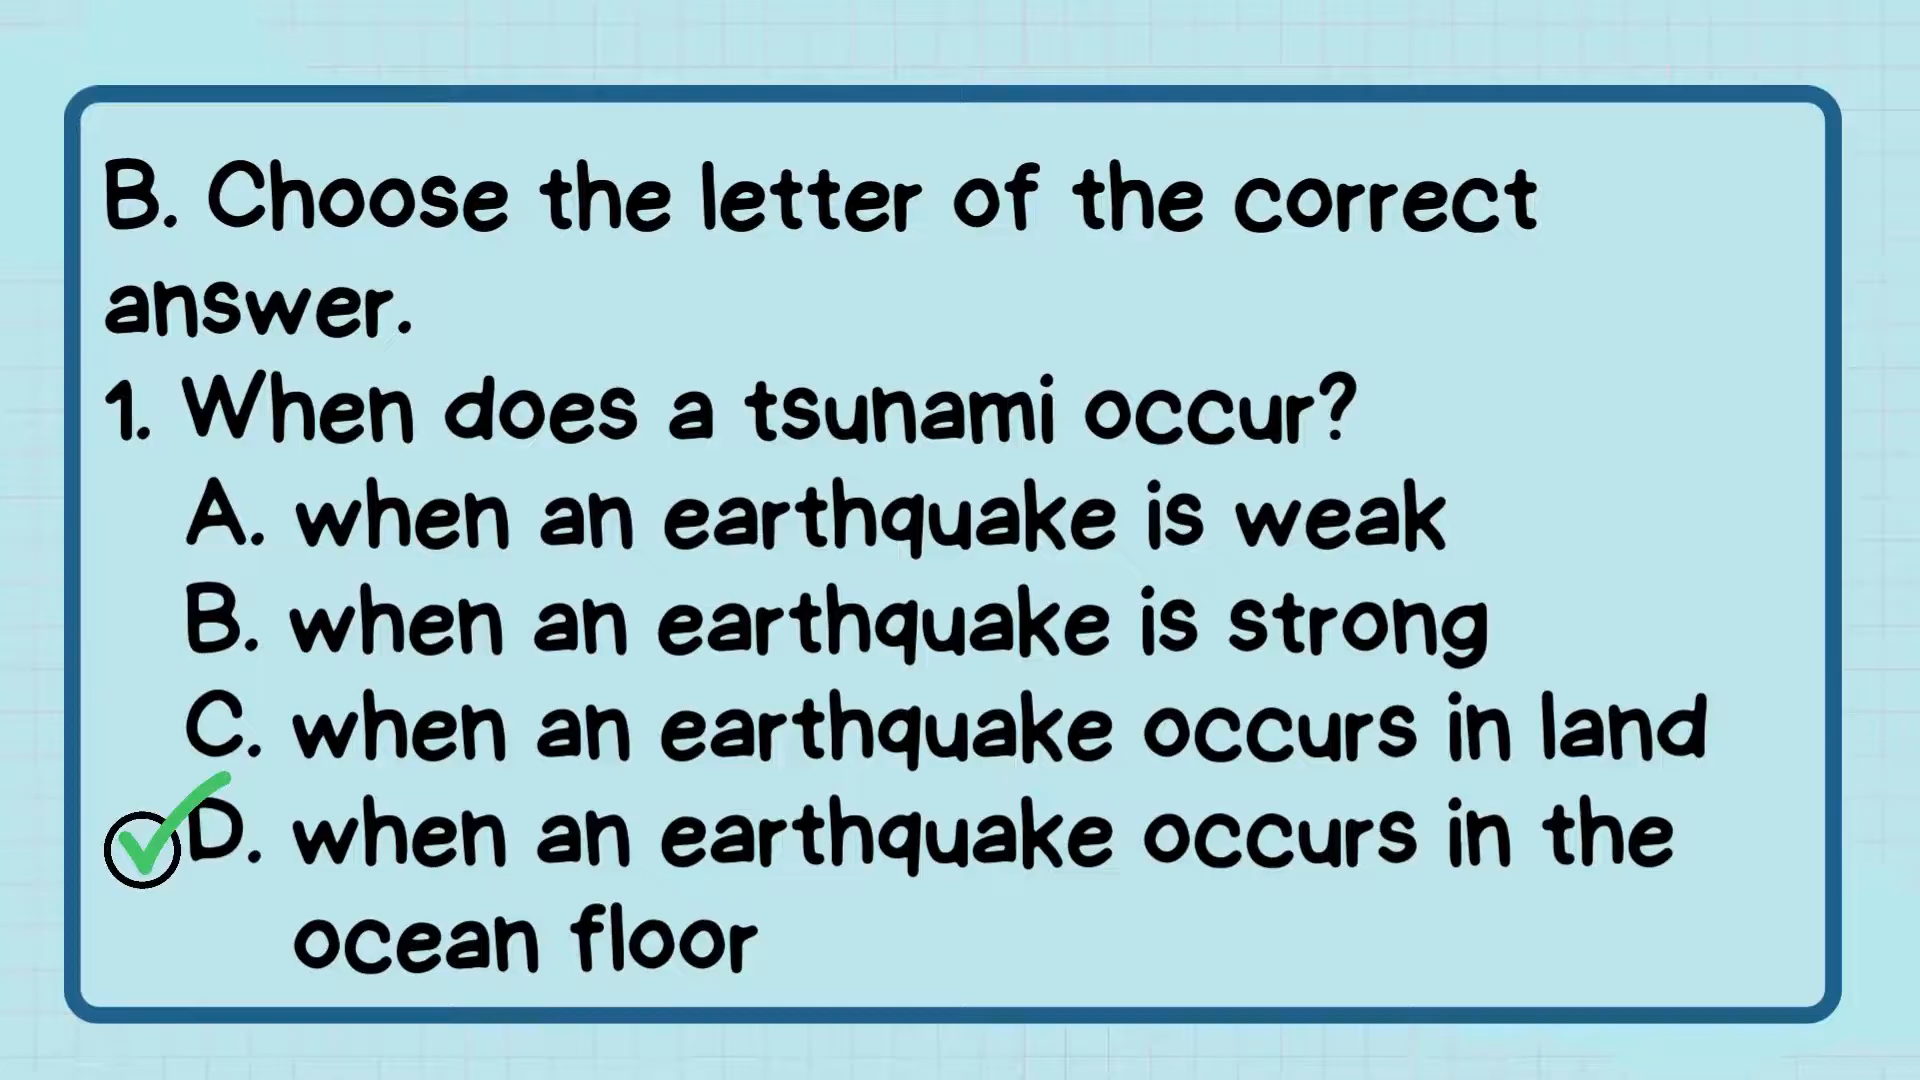 B. Choose the letter of the correct
answer.
1. When does a tsunami occur?
A. when an earthquake is weak
B. when an earthquake is strong
C. when an earthquake occurs in land
D. when an earthquake occurs in the
ocean floor